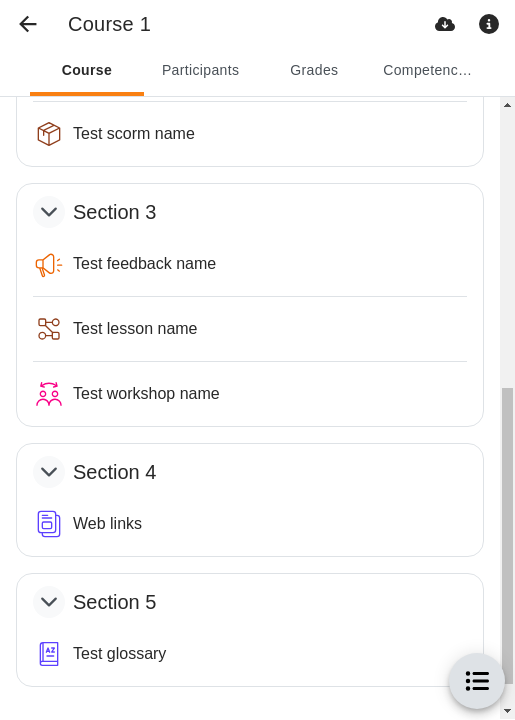 Course 1
Course
Participants
Grades
Competenc…
Test scorm name
Section 3
Test feedback name
Test lesson name
Test workshop name
Section 4
Web links
Section 5
Test glossary